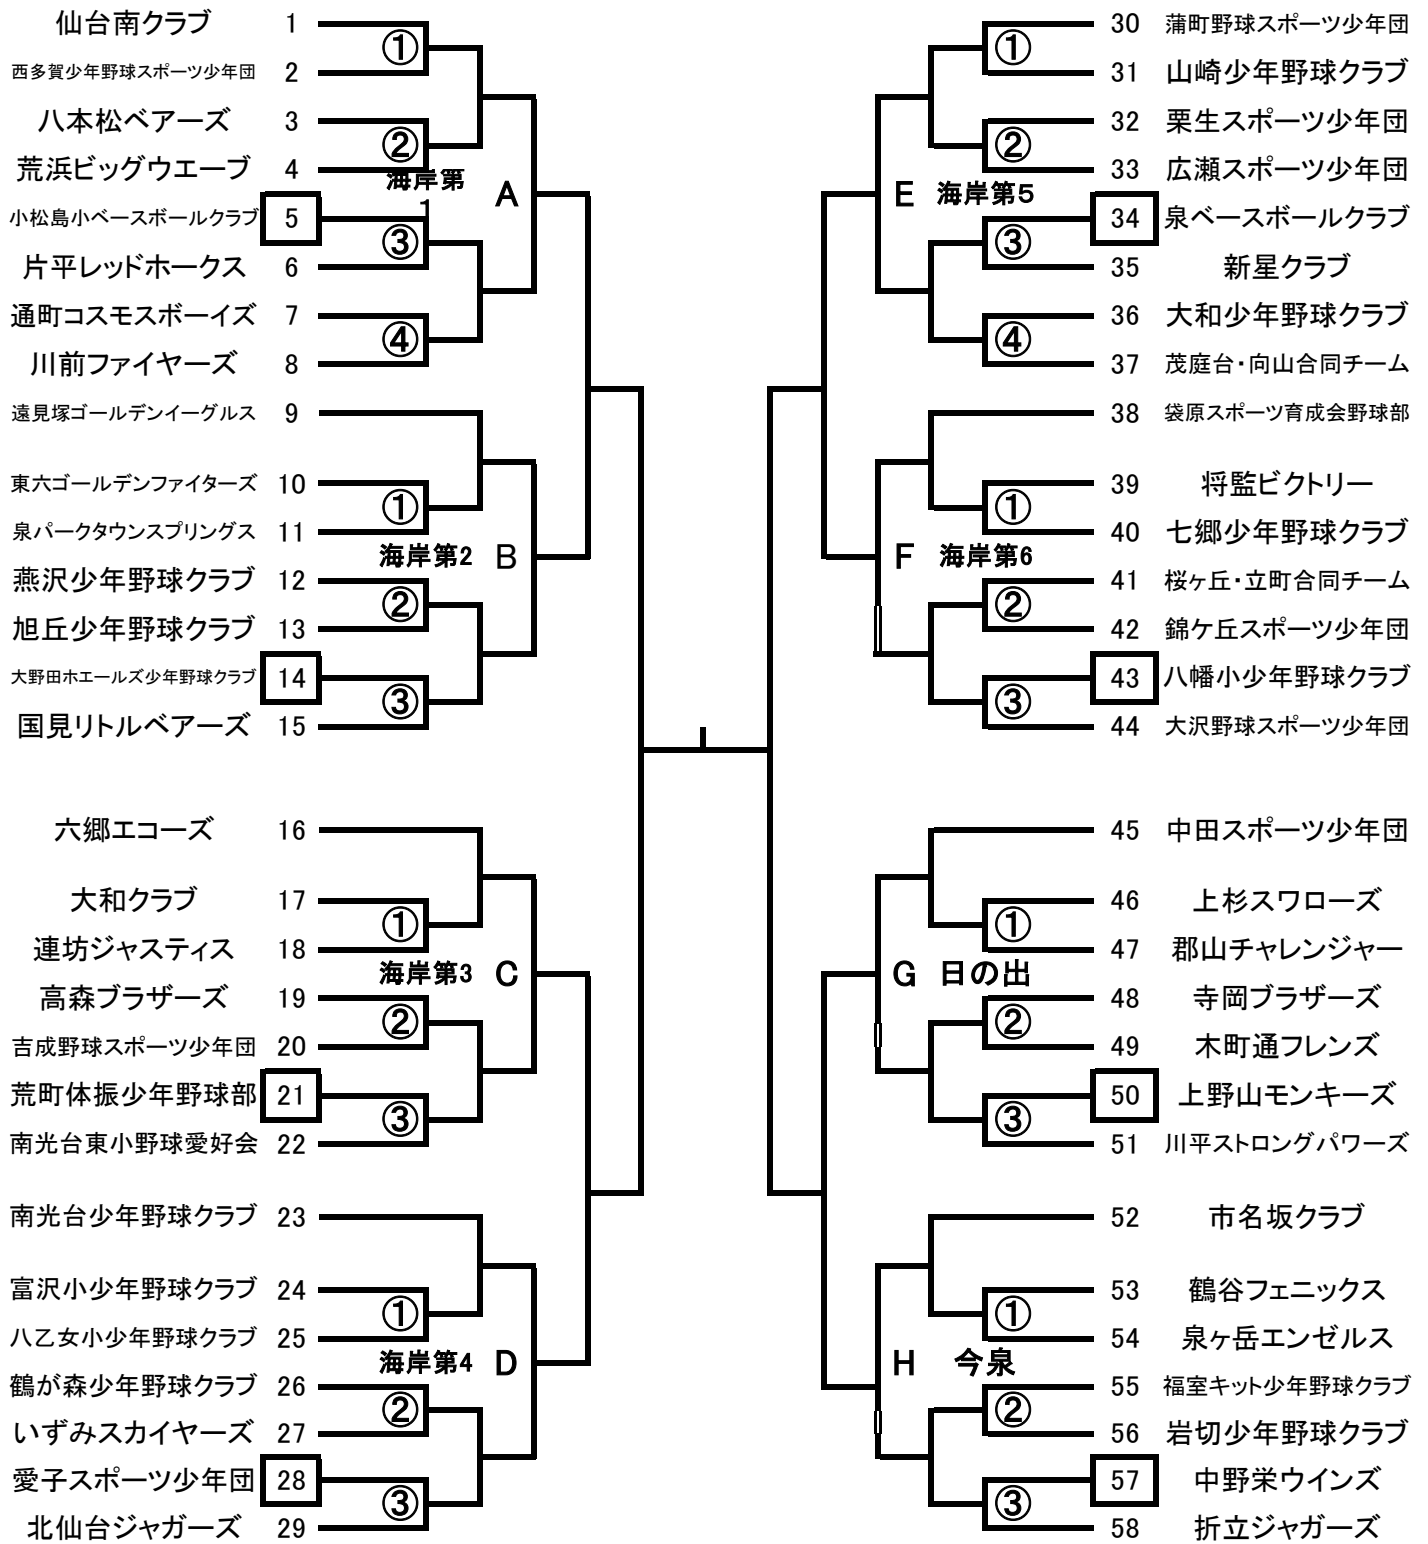 仙台南クラブ 1
①
西多賀少年野球スポーツ少年団 2
八本松ベアーズ 3
②
荒浜ビッグウエーブ 4
海岸第
1
A
小松島小ベースボールクラブ 5
③
片平レッドホークス 6
通町コスモスボーイズ 7
④
川前ファイヤーズ 8
遠見塚ゴールデンイーグルス 9
東六ゴールデンファイターズ 10
①
泉パークタウンスプリングス 11
海岸第2 B
燕沢少年野球クラブ 12
②
旭丘少年野球クラブ 13
大野田ホエールズ少年野球クラブ 14
③
国見リトルベアーズ 15
六郷エコーズ 16
大和クラブ 17
①
連坊ジャスティス 18
海岸第3 C
高森ブラザーズ 19
②
吉成野球スポーツ少年団 20
荒町体振少年野球部 21
③
南光台東小野球愛好会 22
南光台少年野球クラブ 23
富沢小少年野球クラブ 24
①
八乙女小少年野球クラブ 25
海岸第4 D
鶴が森少年野球クラブ 26
②
いずみスカイヤーズ 27
愛子スポーツ少年団 28
③
北仙台ジャガーズ 29
30 蒲町野球スポーツ少年団
①
31 山崎少年野球クラブ
32 栗生スポーツ少年団
②
33 広瀬スポーツ少年団
E 海岸第5
34 泉ベースボールクラブ
③
35 新星クラブ
36 大和少年野球クラブ
④
37 茂庭台・向山合同チーム
38 袋原スポーツ育成会野球部
39 将監ビクトリー
①
40 七郷少年野球クラブ
F 海岸第6
41 桜ヶ丘・立町合同チーム
②
42 錦ケ丘スポーツ少年団
43 八幡小少年野球クラブ
③
44 大沢野球スポーツ少年団
45 中田スポーツ少年団
46 上杉スワローズ
①
47 郡山チャレンジャー
G 日の出
48 寺岡ブラザーズ
②
49 木町通フレンズ
50 上野山モンキーズ
③
51 川平ストロングパワーズ
52 市名坂クラブ
53 鶴谷フェニックス
①
54 泉ヶ岳エンゼルス
H 今泉
55 福室キット少年野球クラブ
②
56 岩切少年野球クラブ
57 中野栄ウインズ
③
58 折立ジャガーズ